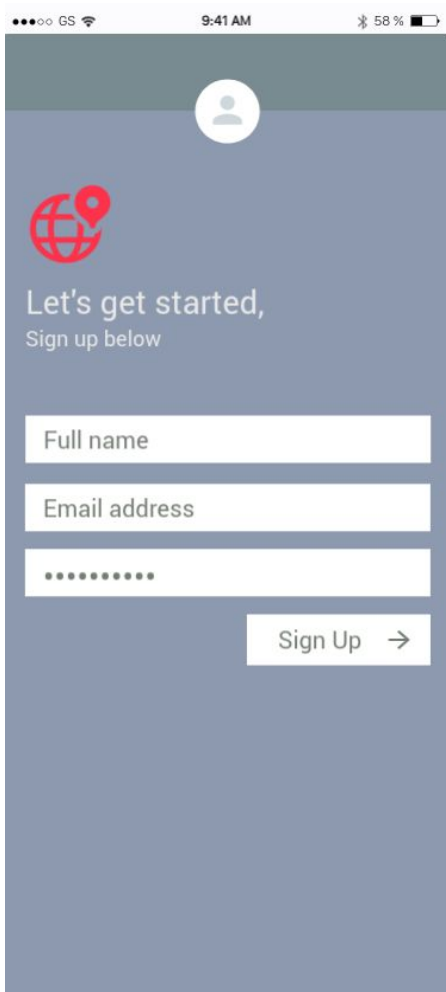 GS 9:41 AM 58 %
Let's get started,
Sign up below
Full name
Email address
••••••••••
Sign Up